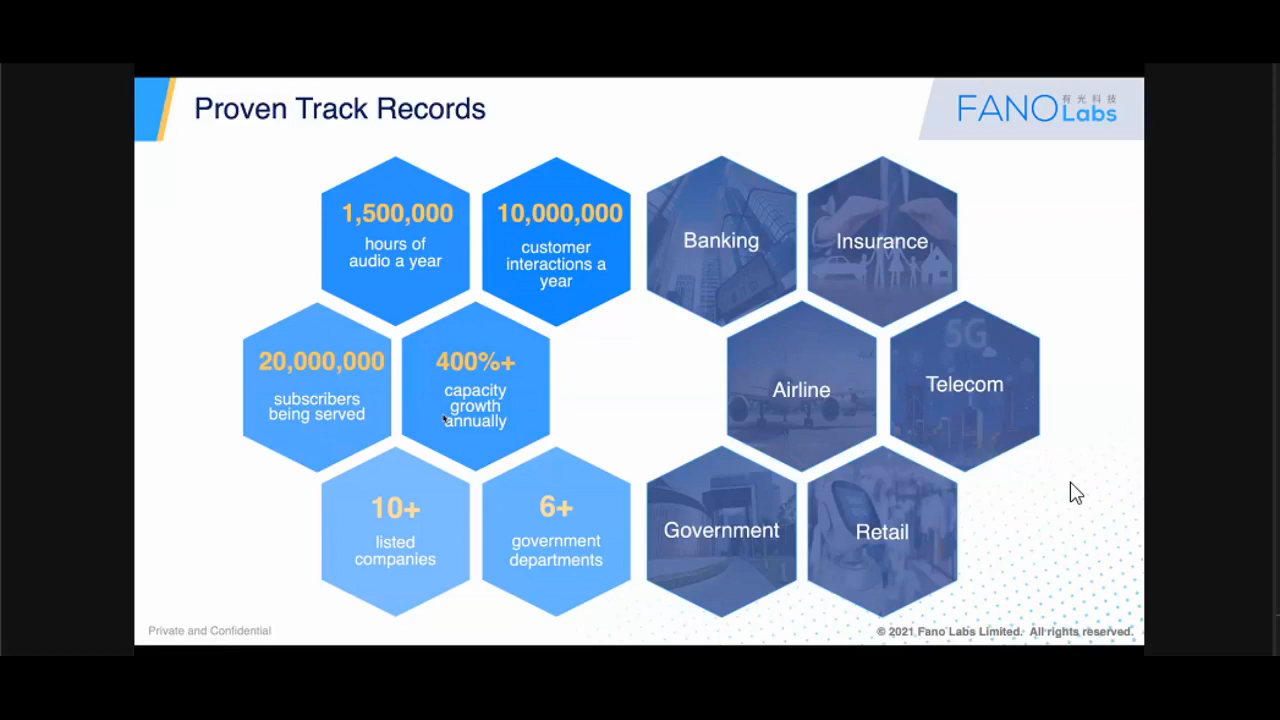 Proven Track Records
FANO
有光科技
Labs
1,500,000
hours of
audio a year
10,000,000
customer
interactions a
year
Banking
Insurance
20,000,000
subscribers
being served
400%+
capacity
growth
annually
Airline
5G
Telecom
10+
listed
companies
6+
government
departments
Government
Retail
Private and Confidential
© 2021 Fano Labs Limited. All rights reserved.